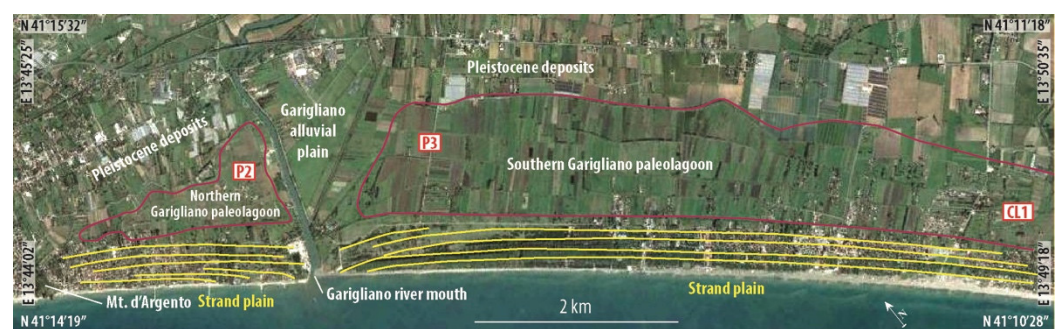 N 41°15'32"
E 13°45'25"
N 41°11'18"
E 13°50'35"
Pleistocene deposits
Garigliano
alluvial
plain
Pleistocene deposits
P2
P3
Southern Garigliano paleolagoon
Northern
Garigliano paleolagoon
CL1
E 13°44'02"
Mt. d'Argento
Strand plain
Garigliano river mouth
Strand plain
2 km
N
E 13°49'18"
N 41°14'19"
N 41°10'28"